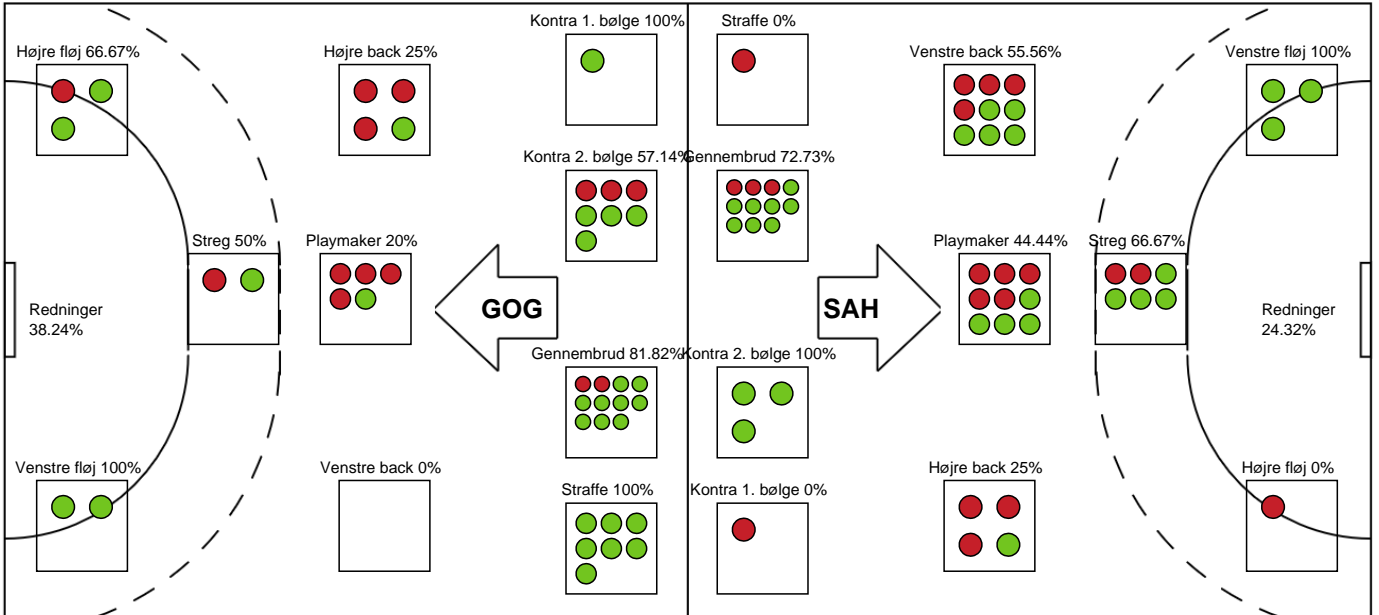 Kontra 1. bølge 100%
Straffe 0%
Højre fløj 66.67%
Højre back 25%
Venstre back 55.56%
Venstre fløj 100%
Kontra 2. bølge 57.14%
Gennembrud 72.73%
Streg 50%
Playmaker 20%
Playmaker 44.44%
Streg 66.67%
Redninger
38.24%
GOG
SAH
Redninger
24.32%
Gennembrud 81.82%
Kontra 2. bølge 100%
Venstre fløj 100%
Venstre back 0%
Højre back 25%
Højre fløj 0%
Straffe 100%
Kontra 1. bølge 0%